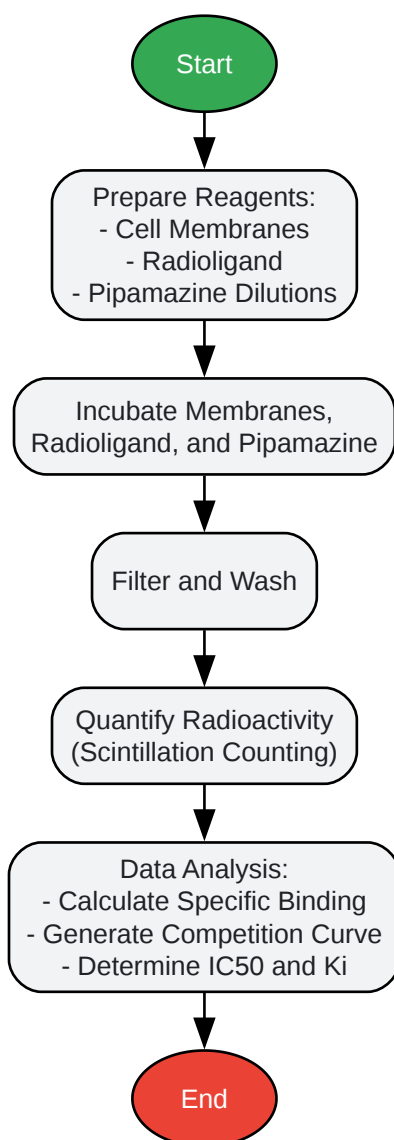 Start
Prepare Reagents:
- Cell Membranes
- Radioligand
- Pipamazine Dilutions
Incubate Membranes,
Radioligand, and Pipamazine
Filter and Wash
Quantify Radioactivity
(Scintillation Counting)
Data Analysis:
- Calculate Specific Binding
- Generate Competition Curve
- Determine IC50 and Ki
End